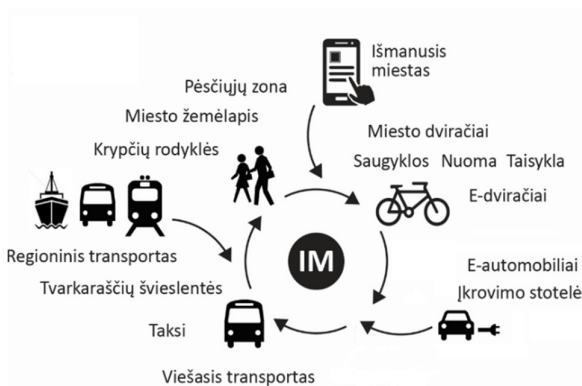 Išmanusis
miestas
Pėsčiųjų zona
Miesto žemėlapis
Krypčių rodyklės
Miesto dviračiai
Saugyklos Nuoma Taisykla
E-dviračiai
Regioninis transportas
IM
E-automobiliai
Įkrovimo stotelė
Tvarkaraščių švieslentės
Taksi
Viešasis transportas